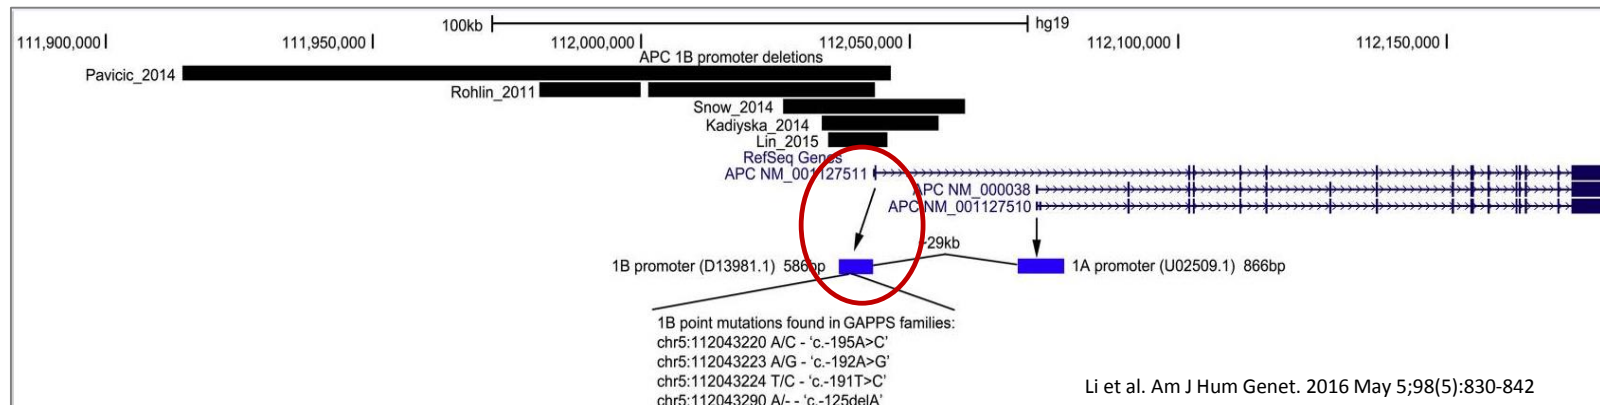 100kb hg19
111,900,000 111,950,000 112,000,000 112,050,000 112,100,000 112,150,000
APC 1B promoter deletions
Pavicic_2014
Rohlin_2011
Snow_2014
Kadiyska_2014
Lin_2015
RefSeq Genes
APC NM_001127511
APC NM_000038
APC NM_001127510
~29kb
1B promoter (D13981.1) 586bp 1A promoter (U02509.1) 866bp
1B point mutations found in GAPPS families:
chr5:112043220 A/C - ‘c.-195A>C’
chr5:112043223 A/G - ‘c.-192A>G’
chr5:112043224 T/C - ‘c.-191T>C’
chr5:112043290 A/- - ‘c.-125delA’
Li et al. Am J Hum Genet. 2016 May 5;98(5):830-842